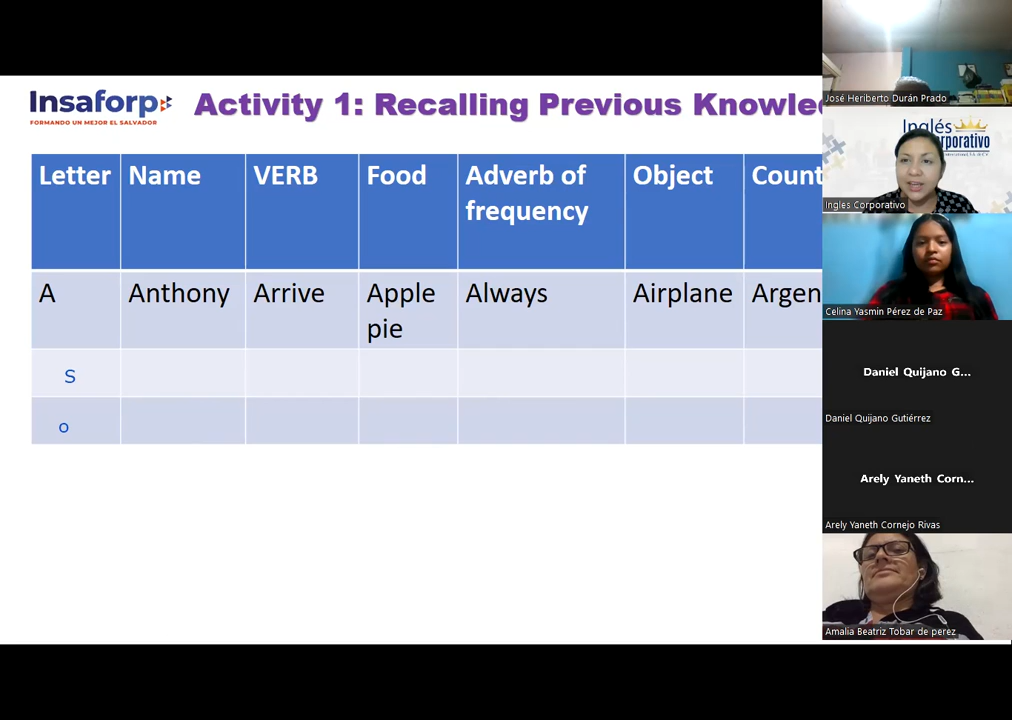 Insaforp
FORMANDO UN MEJOR EL SALVADOR
Activity 1: Recalling Previous Knowle
Letter Name VERB Food Adverb of frequency Object Count
A Anthony Arrive Apple pie Always Airplane Argen
S
o
José Heriberto Durán Prado
Inglés
Corporativo
Ingles Corporativo
Celina Yasmin Pérez de Paz
Daniel Quijano G...
Daniel Quijano Gutiérrez
Arely Yaneth Corn...
Arely Yaneth Cornejo Rivas
Amalia Beatriz Tobar de perez